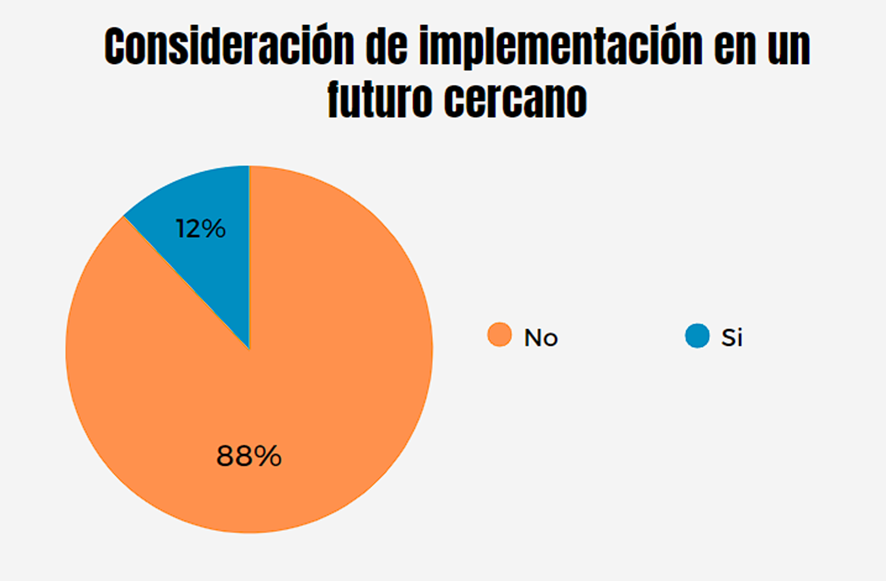 Consideración de implementación en un
futuro cercano
12%
No
Si
88%